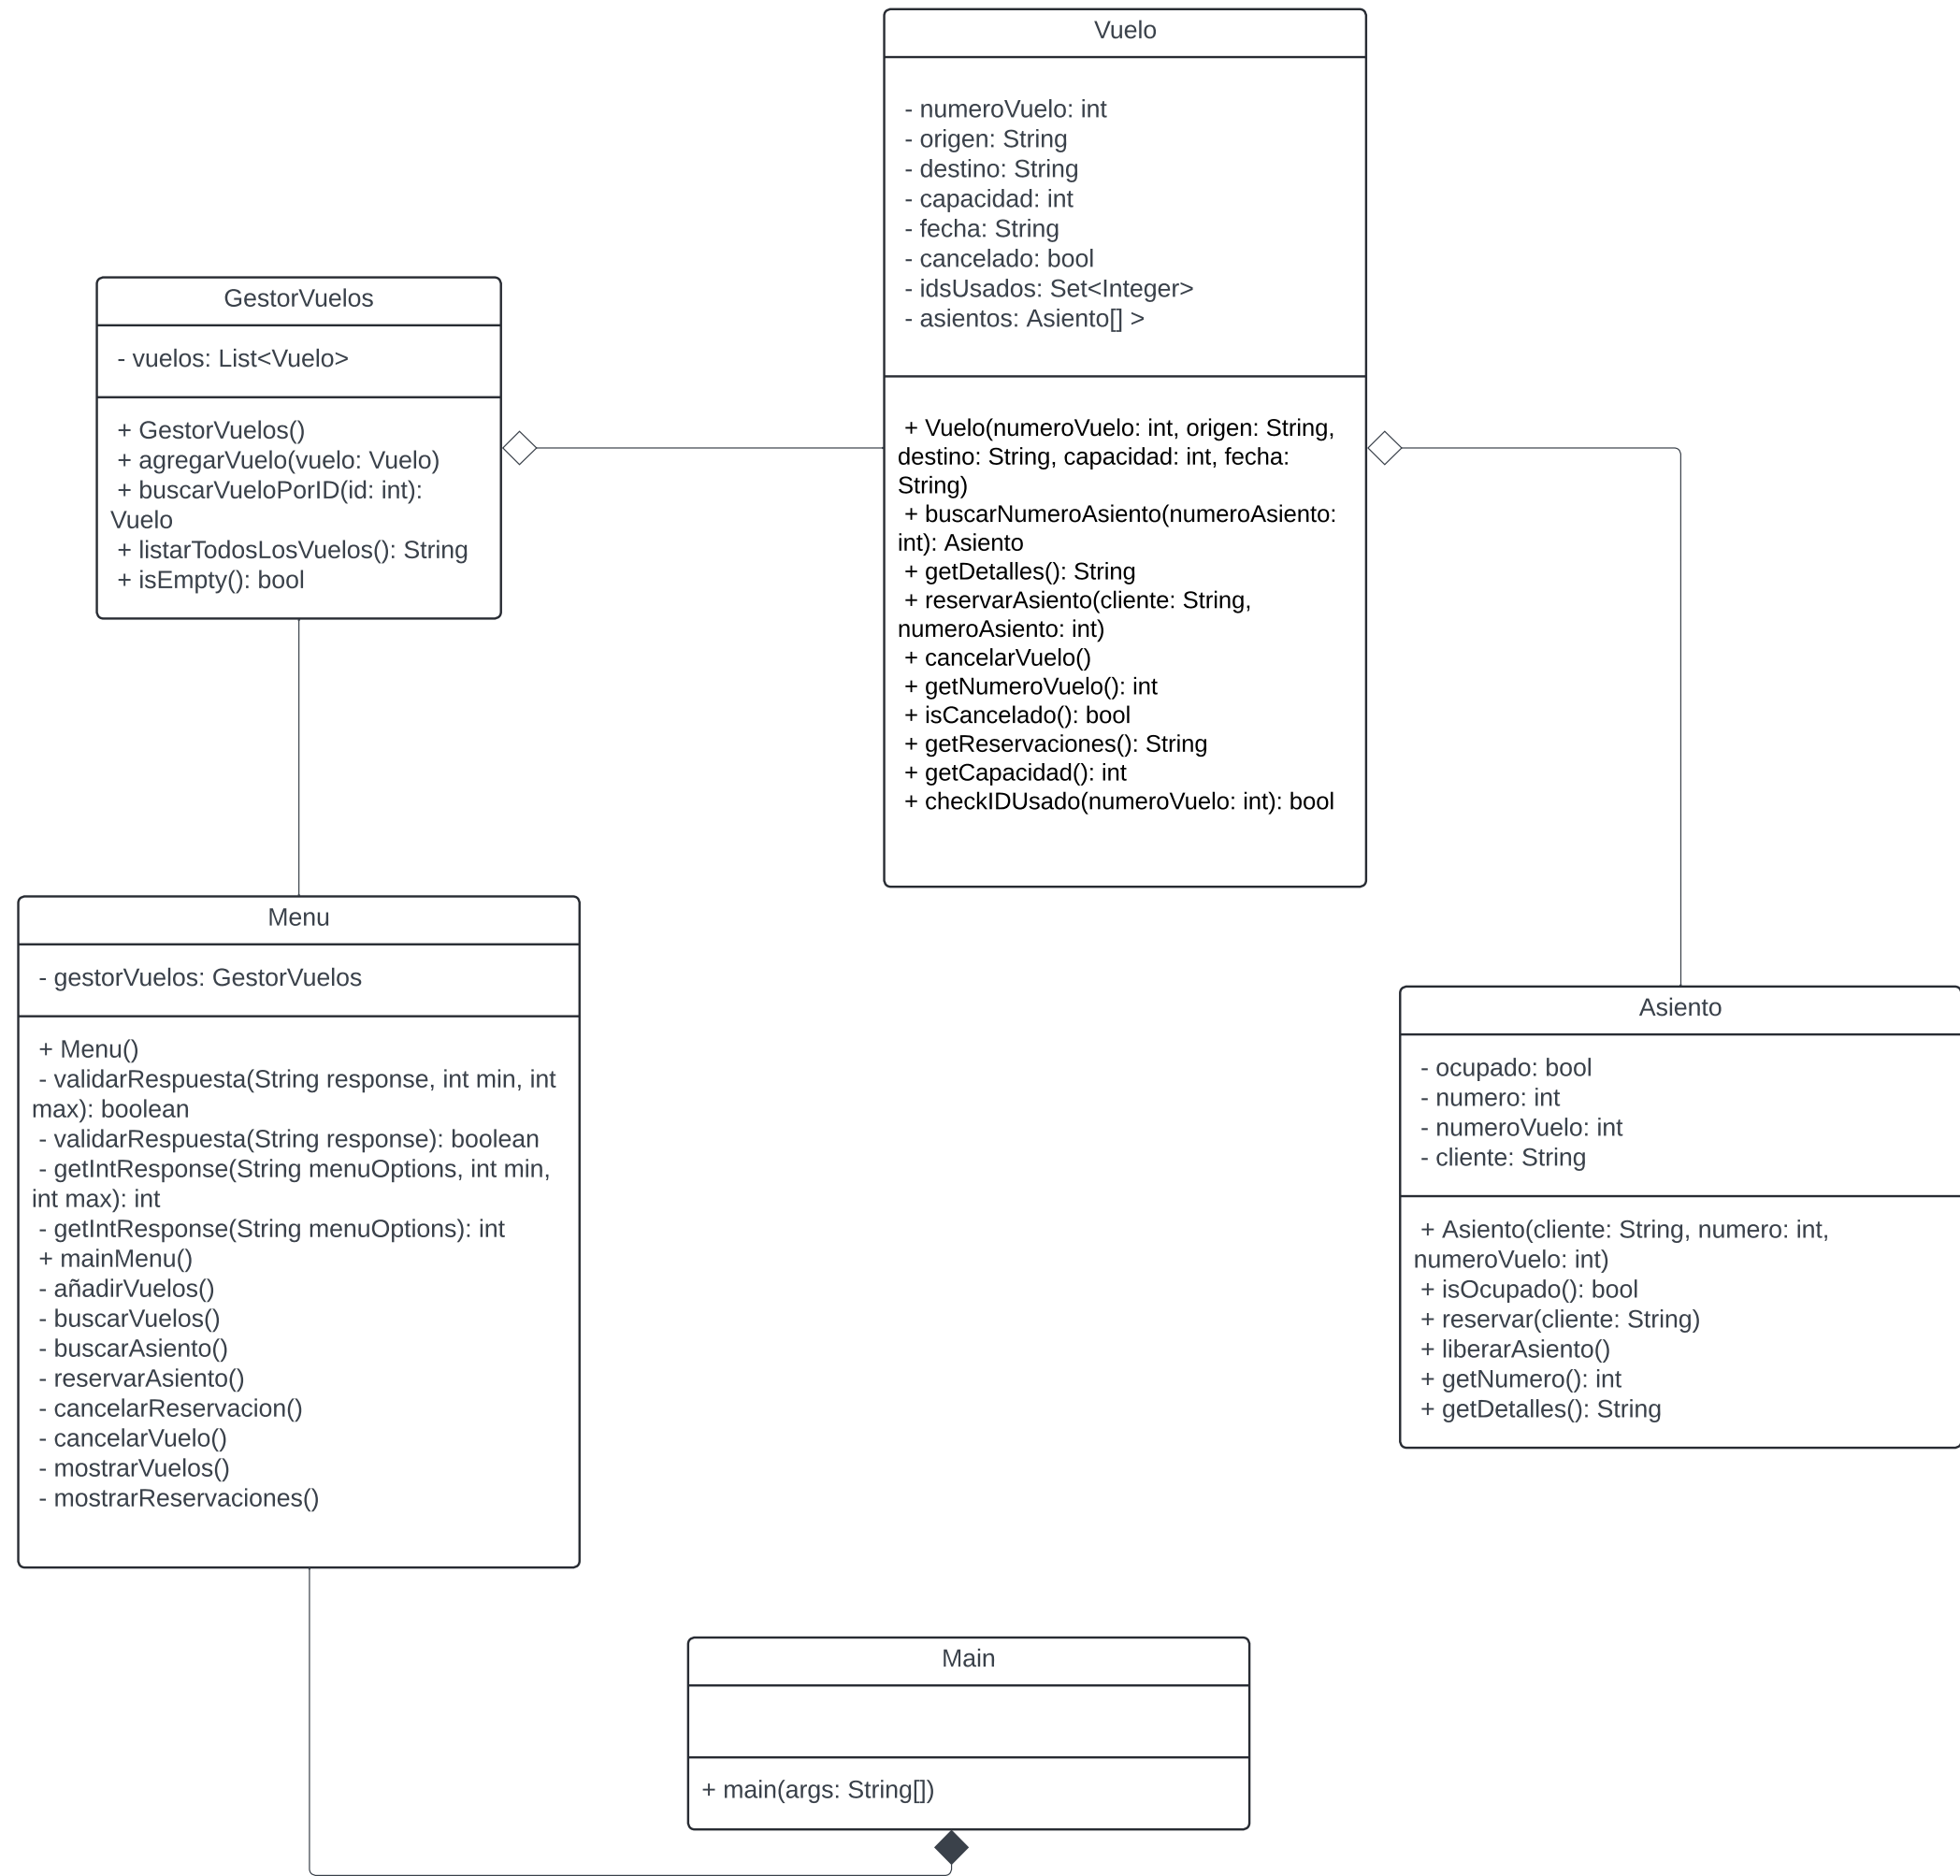 Vuelo
- numeroVuelo: int
- origen: String
- destino: String
- capacidad: int
- fecha: String
- cancelado: bool
- idsUsados: Set<Integer>
- asientos: Asiento[] >
+ Vuelo(numeroVuelo: int, origen: String,
destino: String, capacidad: int, fecha:
String)
+ buscarNumeroAsiento(numeroAsiento:
int): Asiento
+ getDetalles(): String
+ reservarAsiento(cliente: String,
numeroAsiento: int)
+ cancelarVuelo()
+ getNumeroVuelo(): int
+ isCancelado(): bool
+ getReservaciones(): String
+ getCapacidad(): int
+ checkIDUsado(numeroVuelo: int): bool
GestorVuelos
- vuelos: List<Vuelo>
+ GestorVuelos()
+ agregarVuelo(vuelo: Vuelo)
+ buscarVueloPorID(id: int):
Vuelo
+ listarTodosLosVuelos(): String
+ isEmpty(): bool
Menu
- gestorVuelos: GestorVuelos
+ Menu()
- validarRespuesta(String response, int min, int
max): boolean
- validarRespuesta(String response): boolean
- getIntResponse(String menuOptions, int min,
int max): int
- getIntResponse(String menuOptions): int
+ mainMenu()
- añadirVuelos()
- buscarVuelos()
- buscarAsiento()
- reservarAsiento()
- cancelarReservacion()
- cancelarVuelo()
- mostrarVuelos()
- mostrarReservaciones()
Asiento
- ocupado: bool
- numero: int
- numeroVuelo: int
- cliente: String
+ Asiento(cliente: String, numero: int,
numeroVuelo: int)
+ isOcupado(): bool
+ reservar(cliente: String)
+ liberarAsiento()
+ getNumero(): int
+ getDetalles(): String
Main
+ main(args: String[])